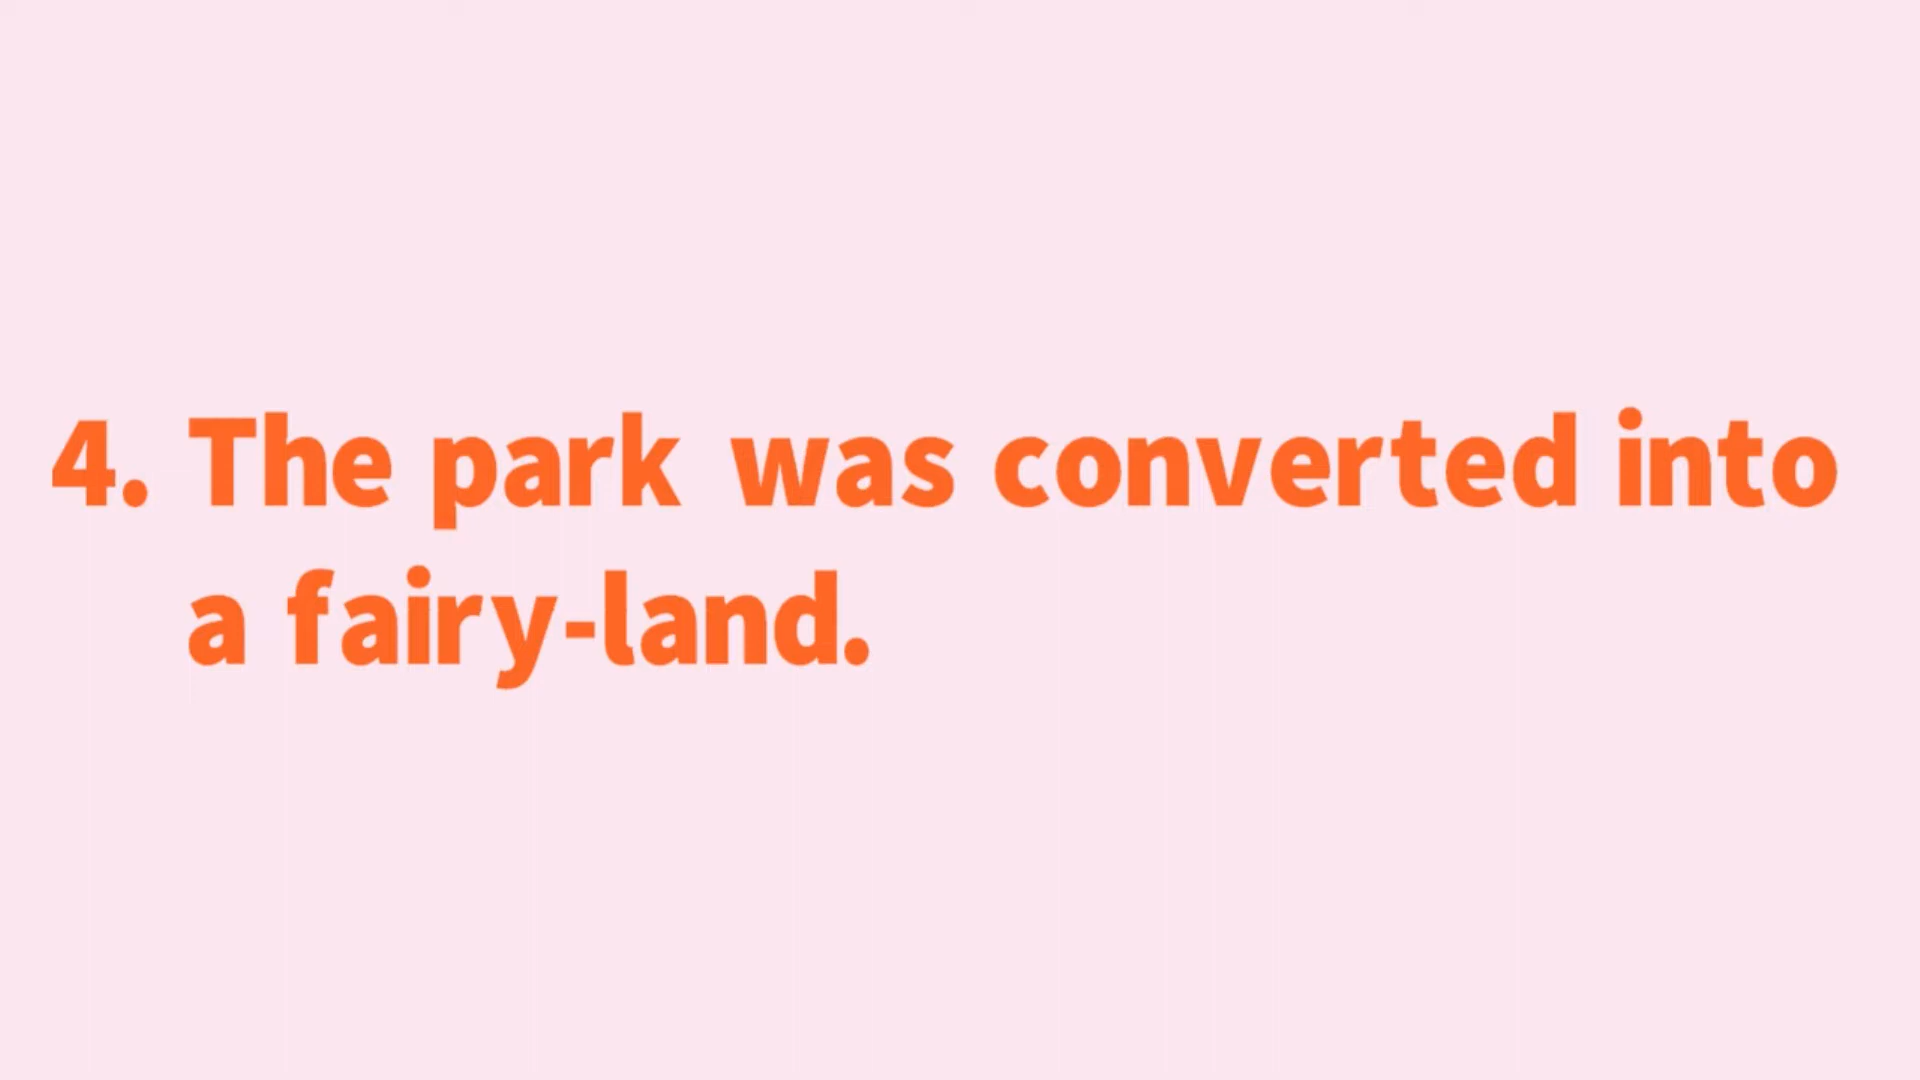 4. The park was converted into
a fairy-land.